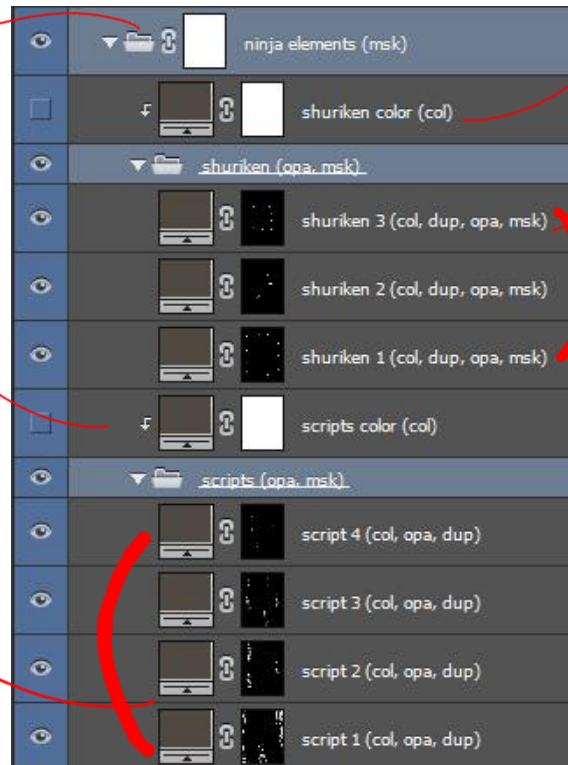 ninja elements (msk)
shuriken color (col)
shuriken (opa, msk)
shuriken 3 (col, dup, opa, msk)
shuriken 2 (col, dup, opa, msk)
shuriken 1 (col, dup, opa, msk)
scripts color (col)
scripts (opa, msk)
script 4 (col, opa, dup)
script 3 (col, opa, dup)
script 2 (col, opa, dup)
script 1 (col, opa, dup)